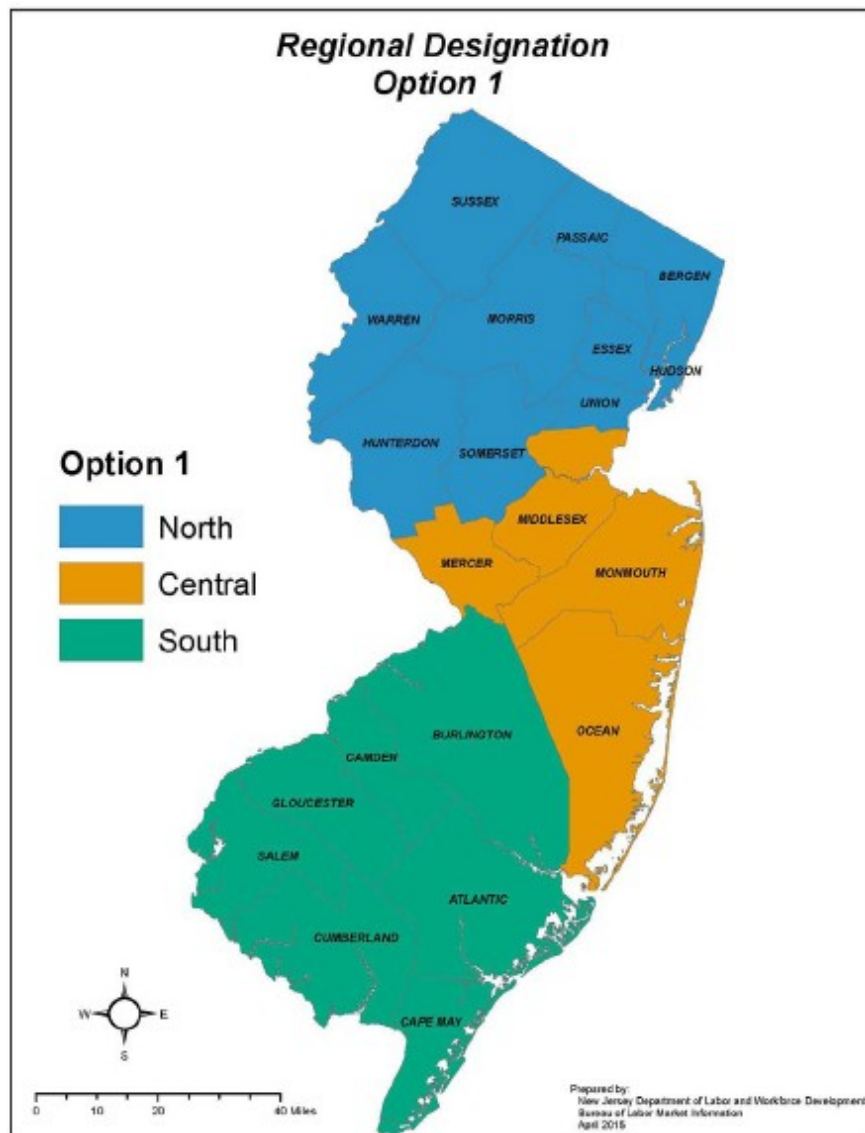 Regional Designation
Option 1
SUSSEX
PASSAIC
BERGEN
WARREN
MORRIS
ESSEX
HUDSON
UNION
HUNTERDON
SOMERSET
Option 1
North
Central
South
MIDDLESEX
MERCER
MONMOUTH
OCEAN
BURLINGTON
CAMDEN
GLOUCESTER
SALEM
ATLANTIC
CUMBERLAND
CAPE MAY
N
W E
S
0 10 20 40 Miles
Prepared by:
New Jersey Department of Labor and Workforce Development
Bureau of Labor Market Information
April 2015